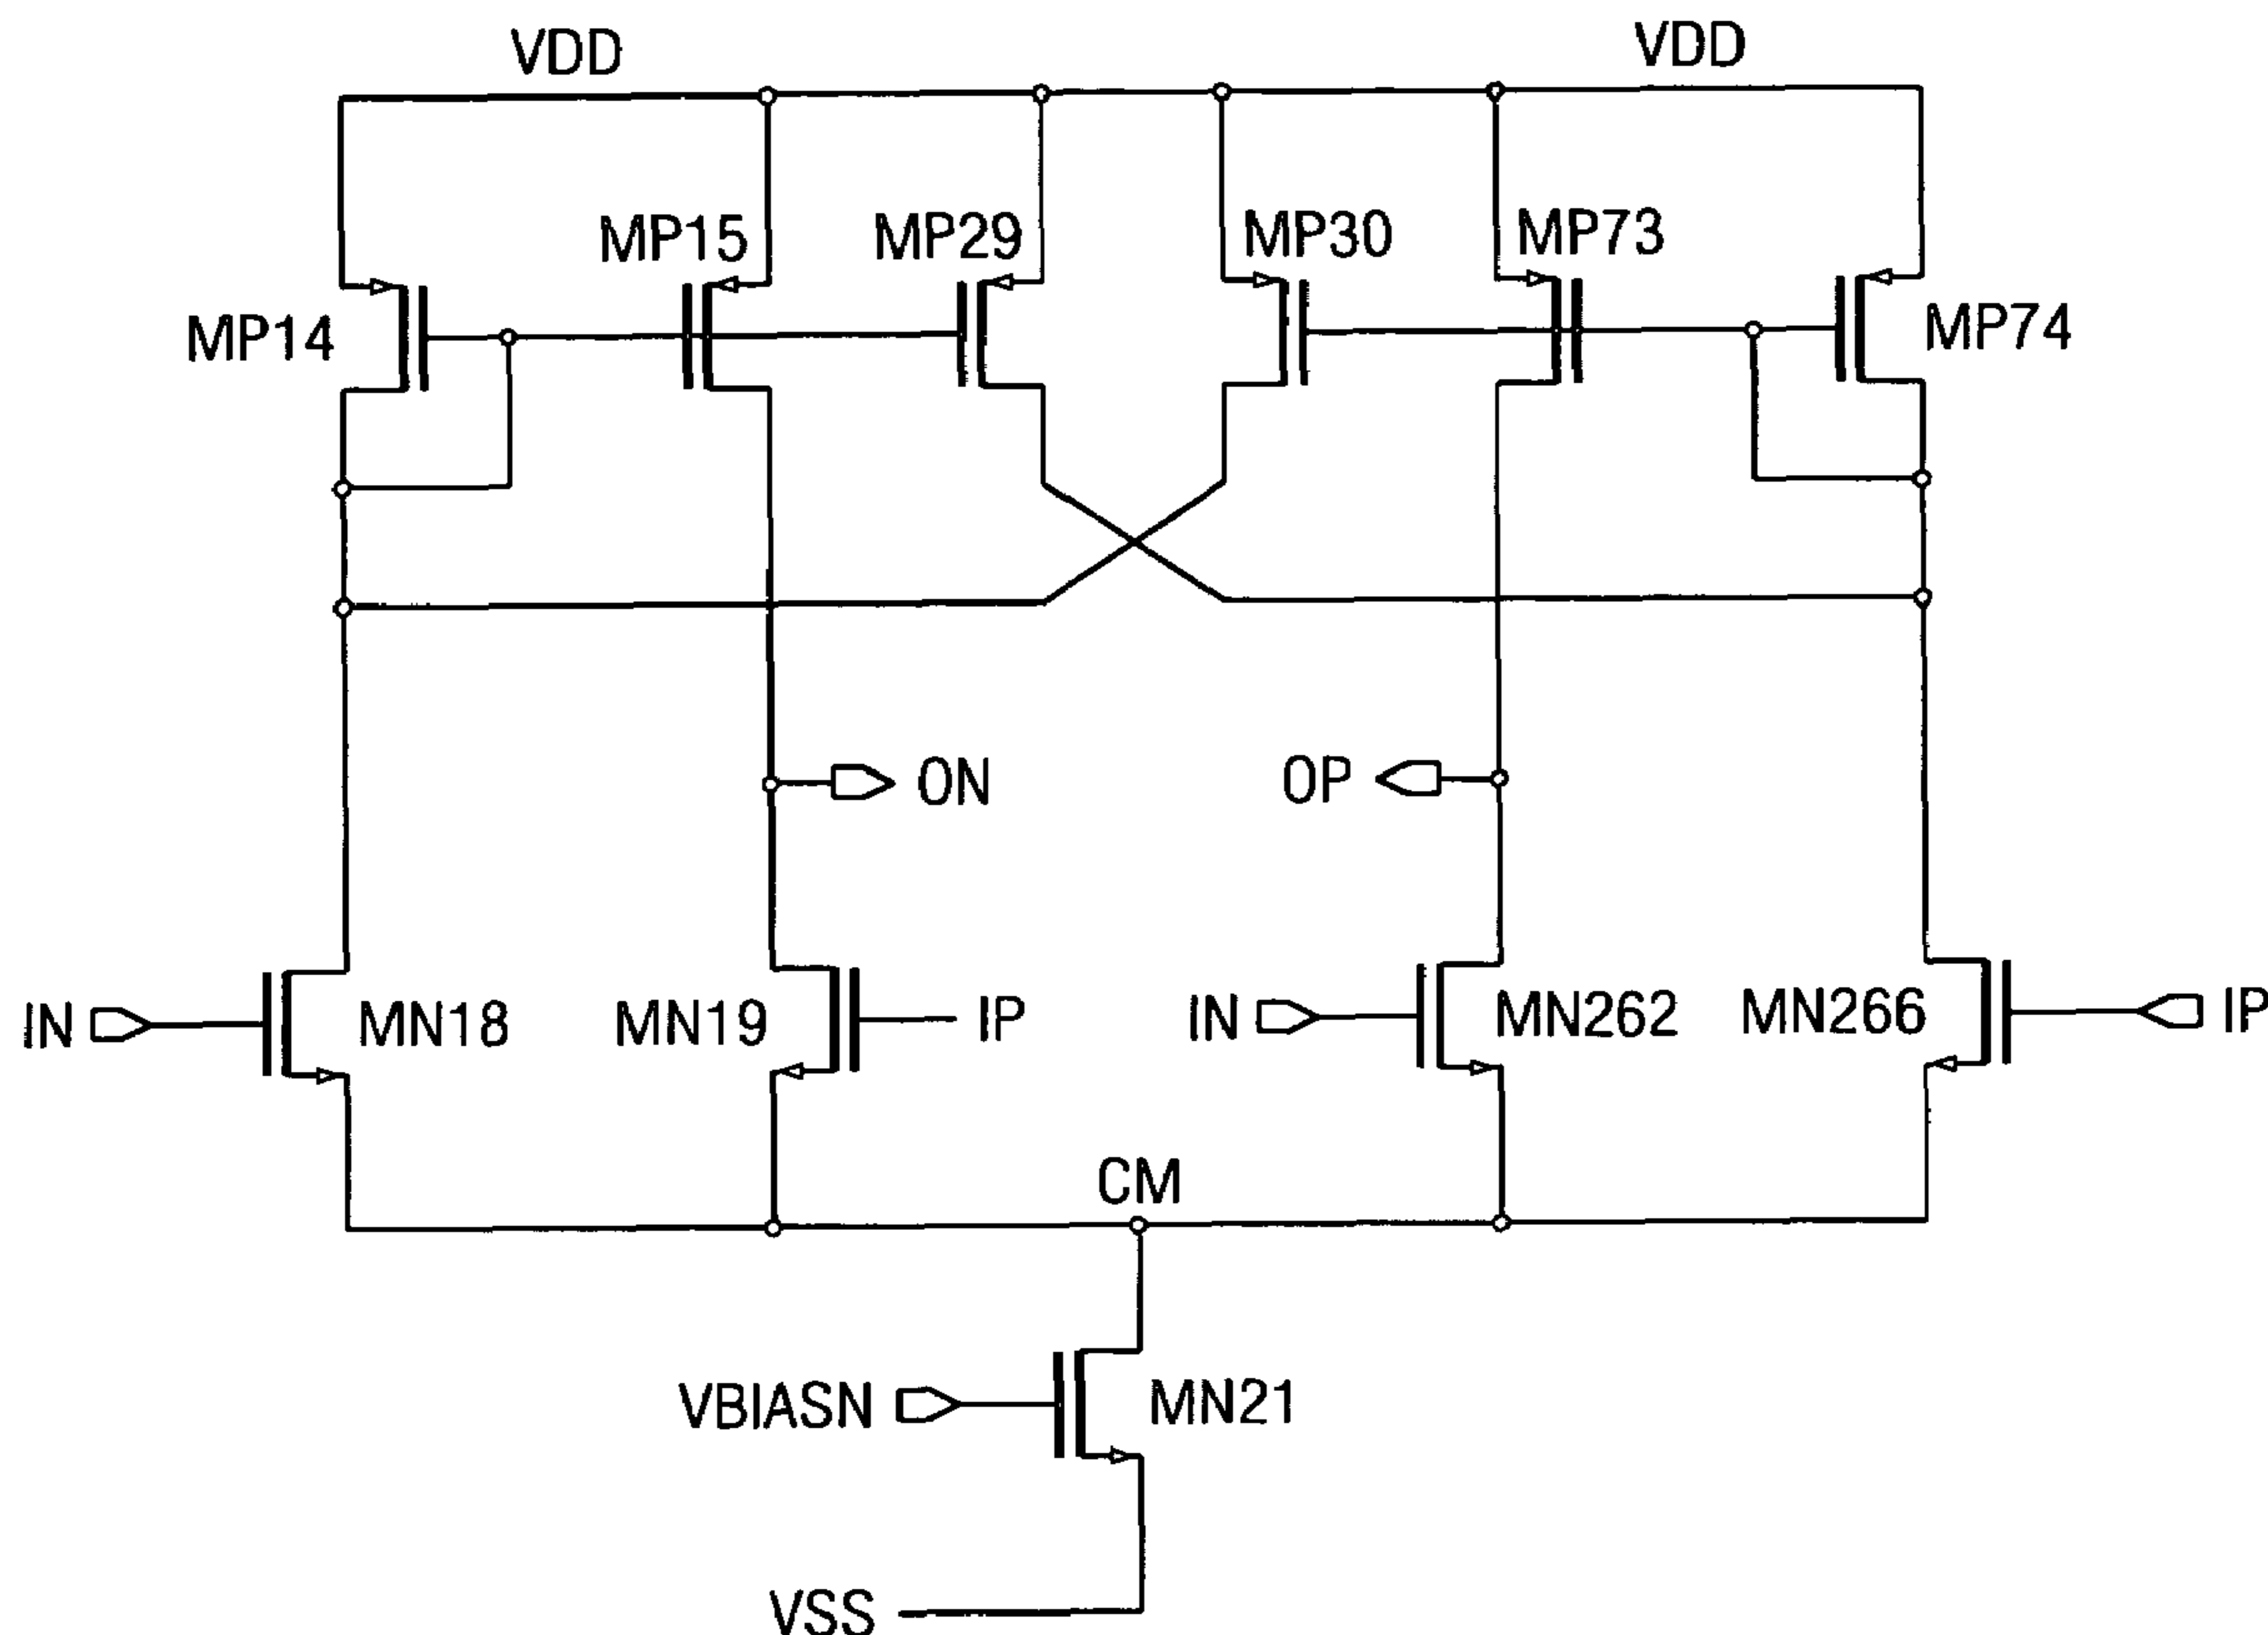 VDD VDD
MP15 MP29 MP30 MP73
MP14 MP74
ON OP
IN MN18 MN19 IP IN MN262 MN266 IP
CM
VBIASN MN21
VSS